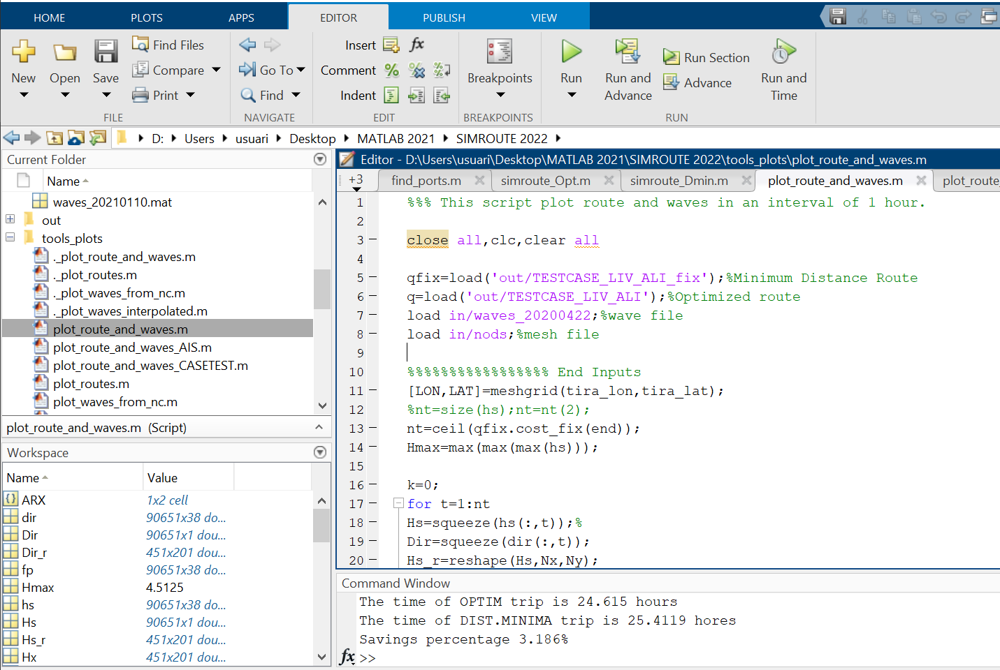 HOME PLOTS APPS EDITOR PUBLISH VIEW
New
Open
Save
Find Files
Compare
Print
FILE
Go To
Find
NAVIGATE
Insert fx
Comment % % %
Indent
EDIT
Breakpoints
BREAKPOINTS
Run
Run and
Advance
Run Section
Advance
Run and
Time
RUN
D: Users usuari Desktop MATLAB 2021 SIMROUTE 2022
Current Folder
Name
waves_20210110.mat
out
tools_plots
._plot_route_and_waves.m
._plot_routes.m
._plot_waves_from_nc.m
._plot_waves_interpolated.m
plot_route_and_waves.m
plot_route_and_waves_AIS.m
plot_route_and_waves_CASETEST.m
plot_routes.m
plot_waves_from_nc.m
plot_route_and_waves.m (Script)
Workspace
Name Value
ARX 1x2 cell
dir 90651x38 do...
Dir 90651x1 dou...
Dir_r 451x201 dou...
fp 90651x38 do...
Hmax 4.5125
hs 90651x38 do...
Hs 90651x1 dou...
Hs_r 451x201 dou...
Hx 451x201 dou...
Editor - D:\Users\usuari\Desktop\MATLAB 2021\SIMROUTE 2022\tools_plots\plot_route_and_waves.m
+3 find_ports.m simroute_Opt.m simroute_Dmin.m plot_route_and_waves.m plot_route_
1 %%% This script plot route and waves in an interval of 1 hour.
2
3 close all,clc,clear all
4
5 qfix=load('out/TESTCASE_LIV_ALI_fix');%Minimum Distance Route
6 q=load('out/TESTCASE_LIV_ALI');%Optimized route
7 load in/waves_20200422;%wave file
8 load in/nods;%mesh file
9
10 %%%%%%%%%%%%%%%%% End Inputs
11 [LON,LAT]=meshgrid(tira_lon,tira_lat);
12 %nt=size(hs);nt=nt(2);
13 nt=ceil(qfix.cost_fix(end));
14 Hmax=max(max(max(hs)));
15
16 k=0;
17 for t=1:nt
18 Hs=squeeze(hs(:,t));%
19 Dir=squeeze(dir(:,t));
20 Hs_r=reshape(Hs,Nx,Ny);
Command Window
The time of OPTIM trip is 24.615 hours
The time of DIST.MINIMA trip is 25.4119 hores
Savings percentage 3.186%
fx >>